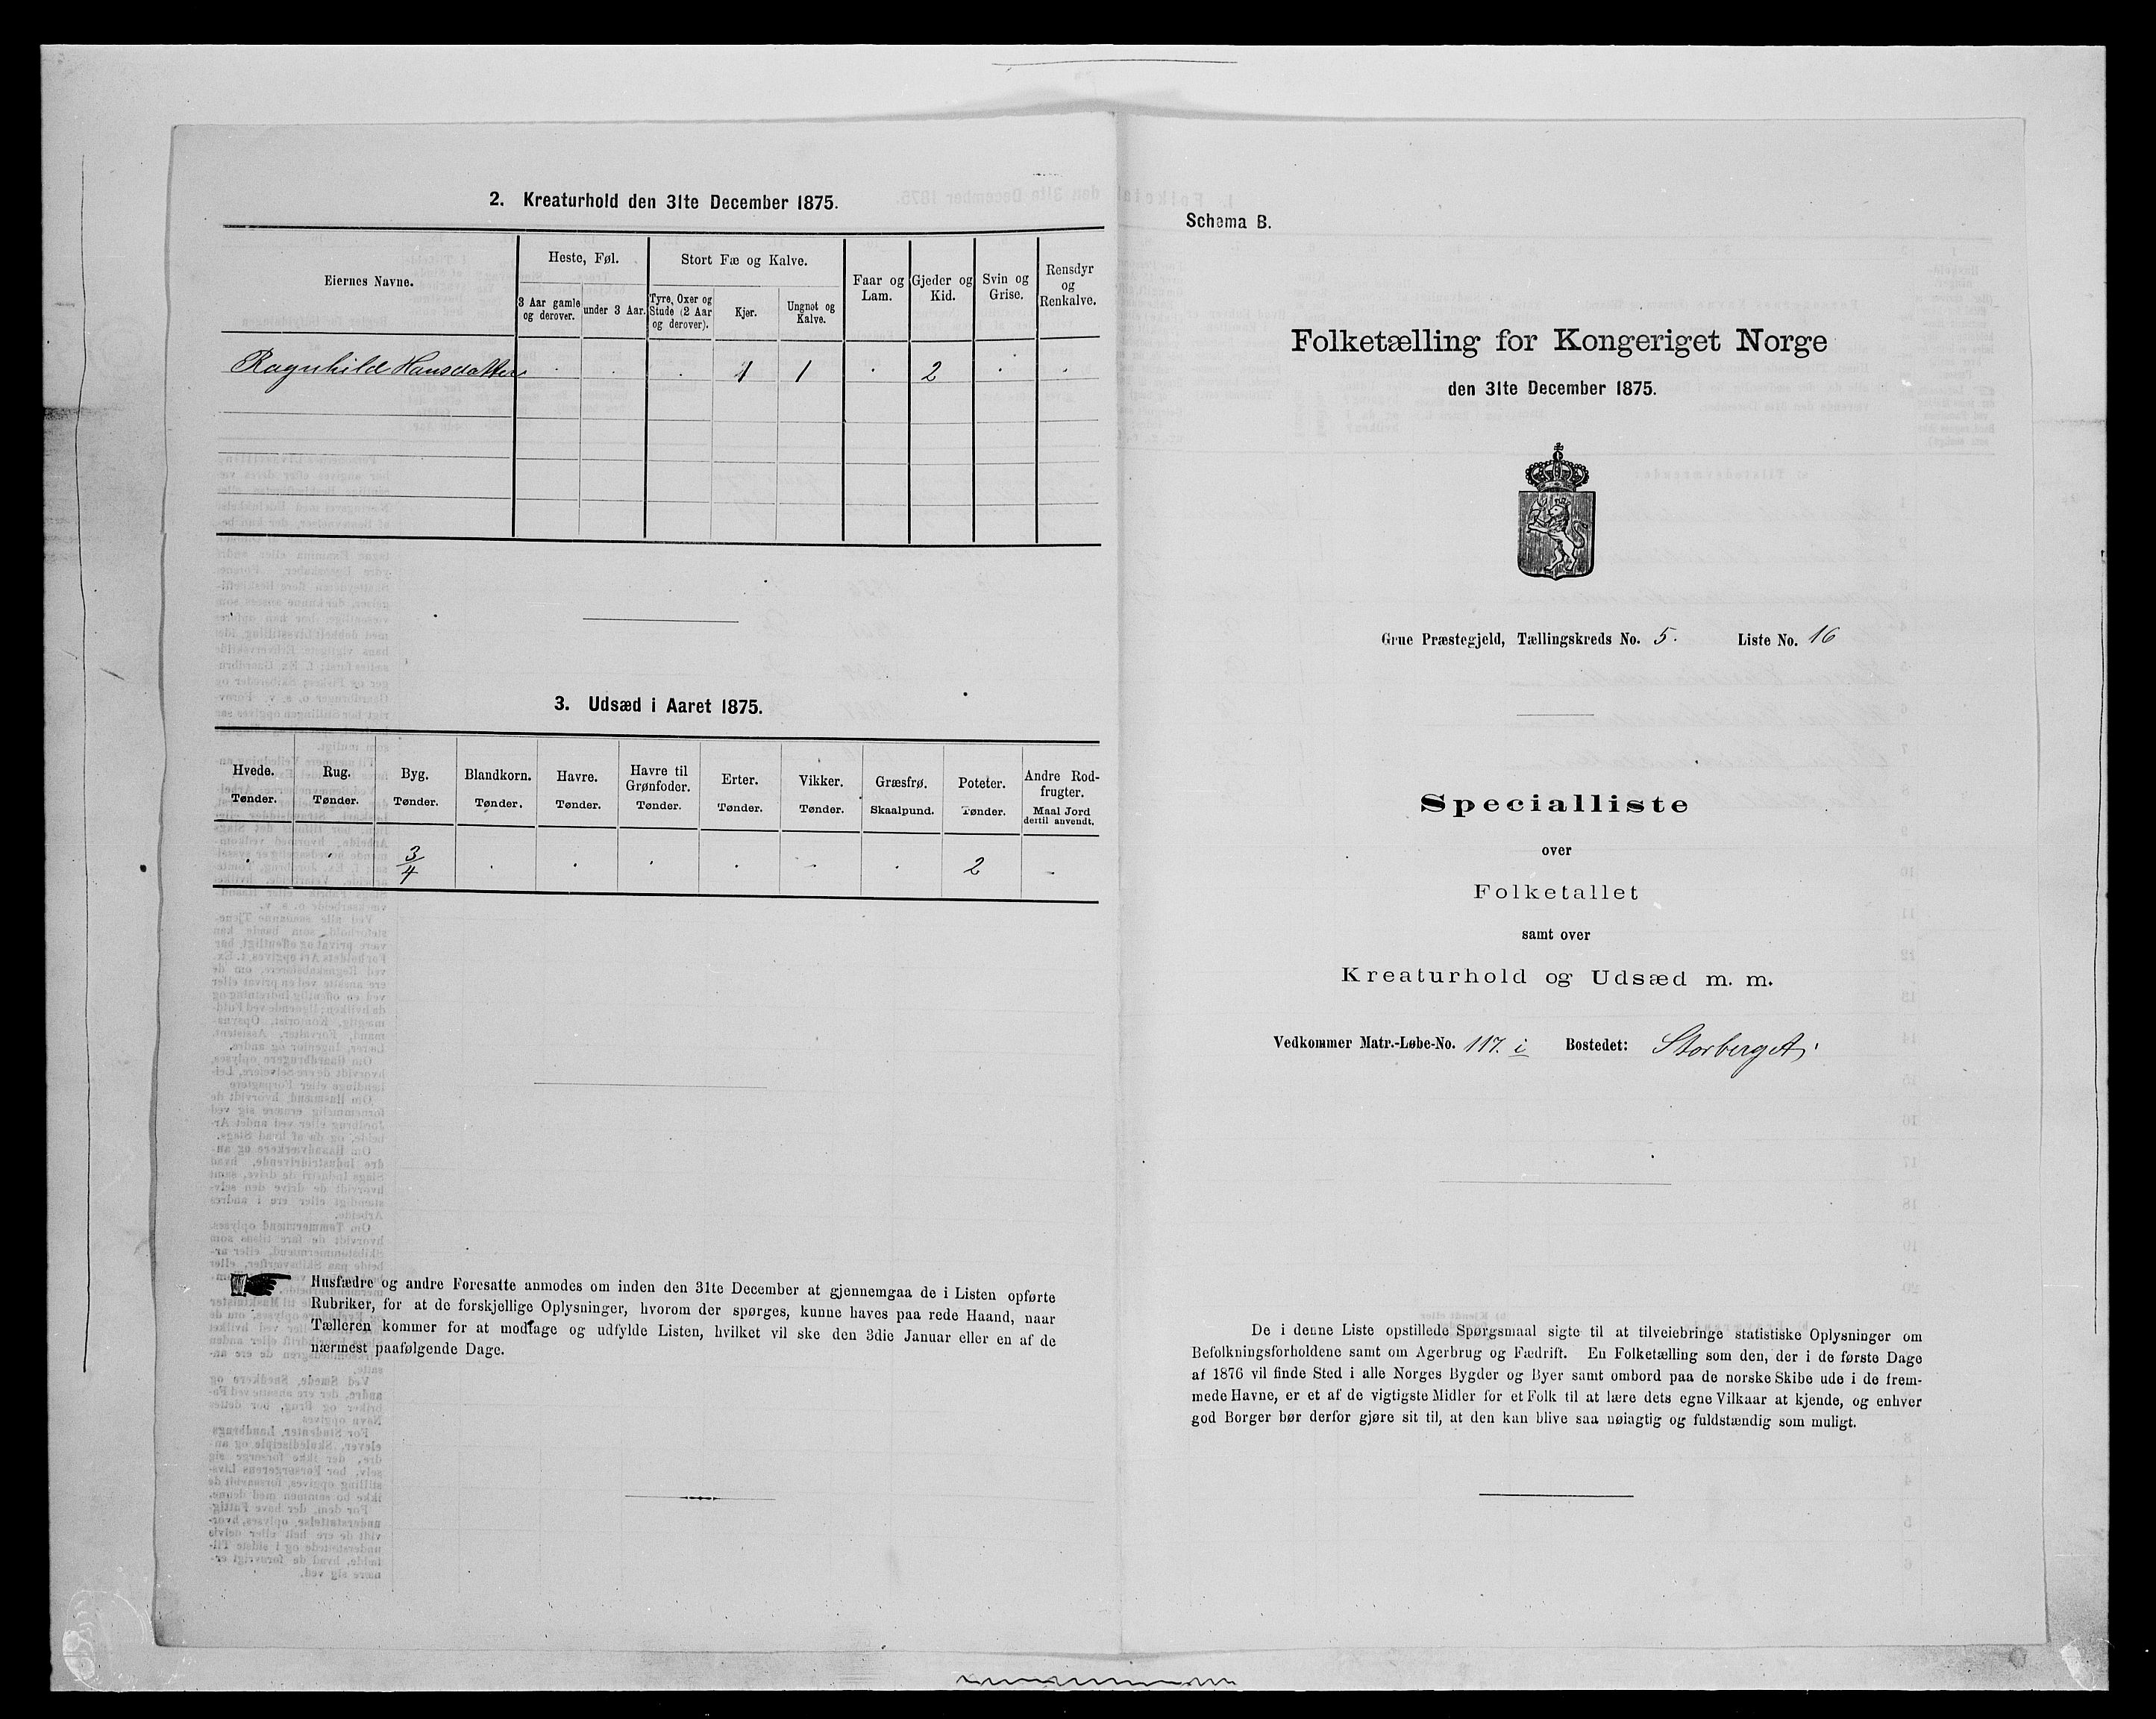 2. Kreaturhold den 31te December 1875.
Eiernes Navne.
Heste, Føl.
Stort Fæ og Kalve.
Faar og Lam.
Gjeder og Kid.
Svin og Grise.
Rensdyr og Renkalve.
3 Aar gamle og derover.
under 3 Aar.
Tyre, Oxer og Stude (2 Aar og derover).
Kjør.
Ungnøt og Kalve.
Ragnhild Hansdatter . . . 1 1 . 2 . .
3. Udsæd i Aaret 1875.
Hvede. Tønder.
Rug. Tønder.
Byg. Tønder.
Blandkorn. Tønder.
Havre. Tønder.
Havre til Grønfoder. Tønder.
Erter. Tønder.
Vikker. Tønder.
Græsfrø. Skaalpund.
Poteter. Tønder.
Andre Rodfrugter. Maal Jord dertil anvendt.
. . 3/4 . . . . . . 2 .
Husfædre og andre Foresatte anmodes om inden den 31te December at gjennemgaa de i Listen opførte
Rubriker, for at de forskjellige Oplysninger, hvorom der spørges, kunne haves paa rede Haand, naar
Tælleren kommer for at modtage og udfylde Listen, hvilket vil ske den 3die Januar eller en af de
nærmest paafølgende Dage.
Schema B.
Folketælling for Kongeriget Norge
den 31te December 1875.
Grue Præstegjeld, Tællingskreds No. 5. Liste No. 16
Specialliste
over
Folketallet
samt over
Kreaturhold og Udsæd m. m.
Vedkommer Matr.-Løbe-No. 117. i Bostedet: Storberget
De i denne Liste opstillede Spørgsmaal sigte til at tilveiebringe statistiske Oplysninger om
Befolkningsforholdene samt om Agerbrug og Fædrift. En Folketælling som den, der i de første Dage
af 1876 vil finde Sted i alle Norges Bygder og Byer samt ombord paa de norske Skibe ude i de frem-
mede Havne, er et af de vigtigste Midler for et Folk til at lære dets egne Vilkaar at kjende, og enhver
god Borger bør derfor gjøre sit til, at den kan blive saa nøiagtig og fuldstændig som muligt.